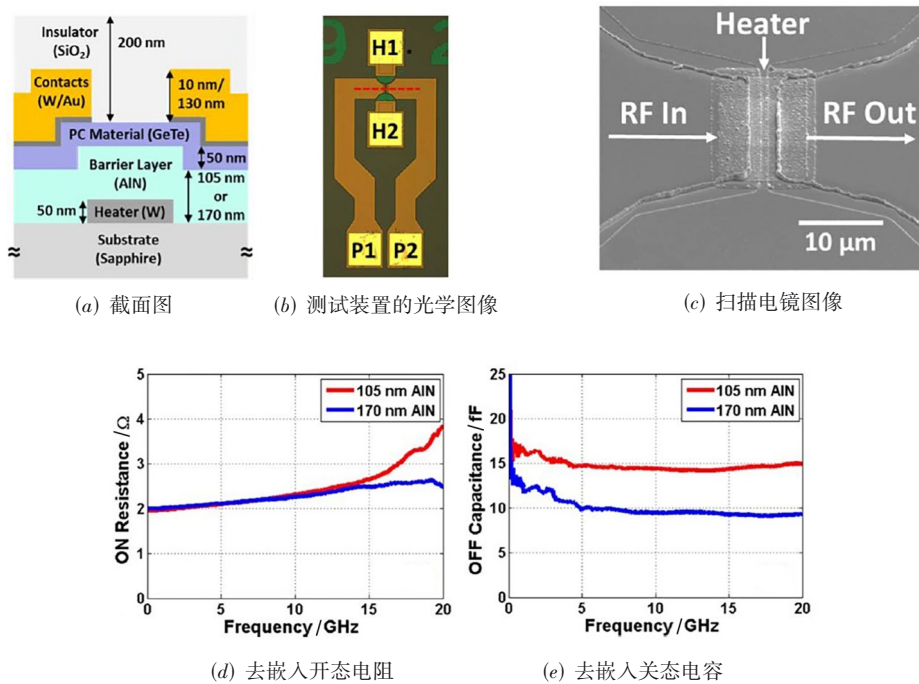 Insulator
(SiO₂)
200 nm
Contacts
(W/Au)
10 nm/
130 nm
PC Material (GeTe)
Barrier Layer
(AlN)
50 nm
105 nm
or
170 nm
50 nm
Heater (W)
Substrate
(Sapphire)
≈
≈
(a) 截面图
9
2
H1
H2
P1
P2
(b) 测试装置的光学图像
Heater
RF In
RF Out
10 μm
(c) 扫描电镜图像
5
4
3
2
1
0
0
5
10
15
20
ON Resistance /Ω
Frequency /GHz
105 nm AlN
170 nm AlN
(d) 去嵌入开态电阻
25
20
15
10
5
0
0
5
10
15
20
OFF Capacitance /fF
Frequency /GHz
105 nm AlN
170 nm AlN
(e) 去嵌入关态电容